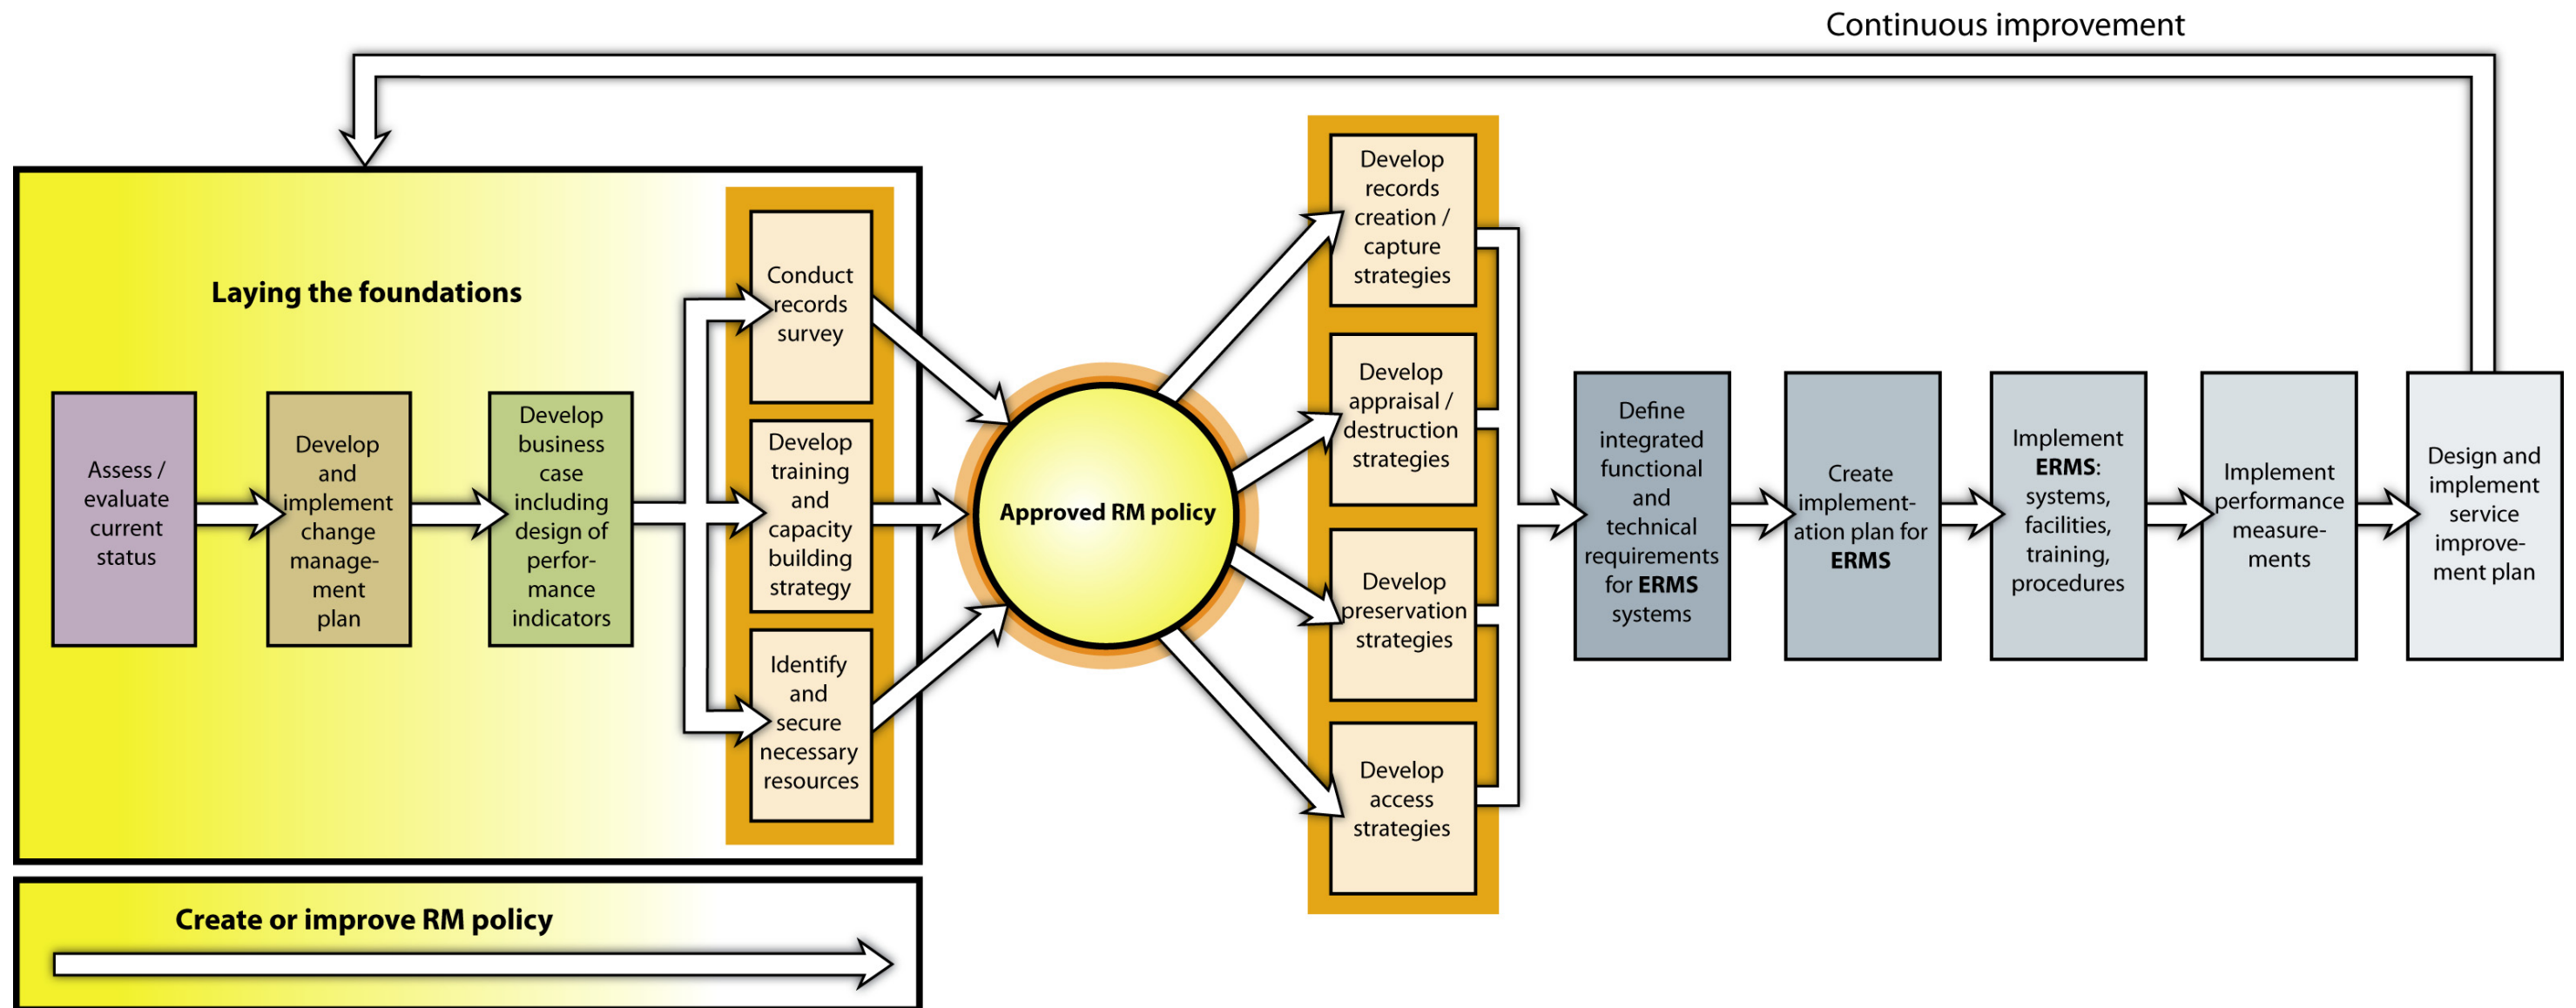 Continuous improvement
Laying the foundations
Assess /
evaluate
current
status
Develop
and
implement
change
manage-
ment
plan
Develop
business
case
including
design of
perfor-
mance
indicators
Conduct
records
survey
Develop
training
and
capacity
building
strategy
Identify
and
secure
necessary
resources
Create or improve RM policy
Approved RM policy
Develop
records
creation /
capture
strategies
Develop
appraisal /
destruction
strategies
Develop
preservation
strategies
Develop
access
strategies
Define
integrated
functional
and
technical
requirements
for ERMS
systems
Create
implement-
ation plan for
ERMS
Implement
ERMS:
systems,
facilities,
training,
procedures
Implement
performance
measure-
ments
Design and
implement
service
improve-
ment plan